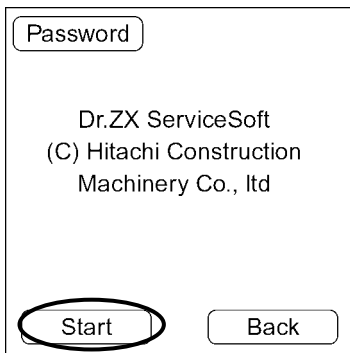 Password
Dr.ZX ServiceSoft
(C) Hitachi Construction
Machinery Co., ltd
Start
Back